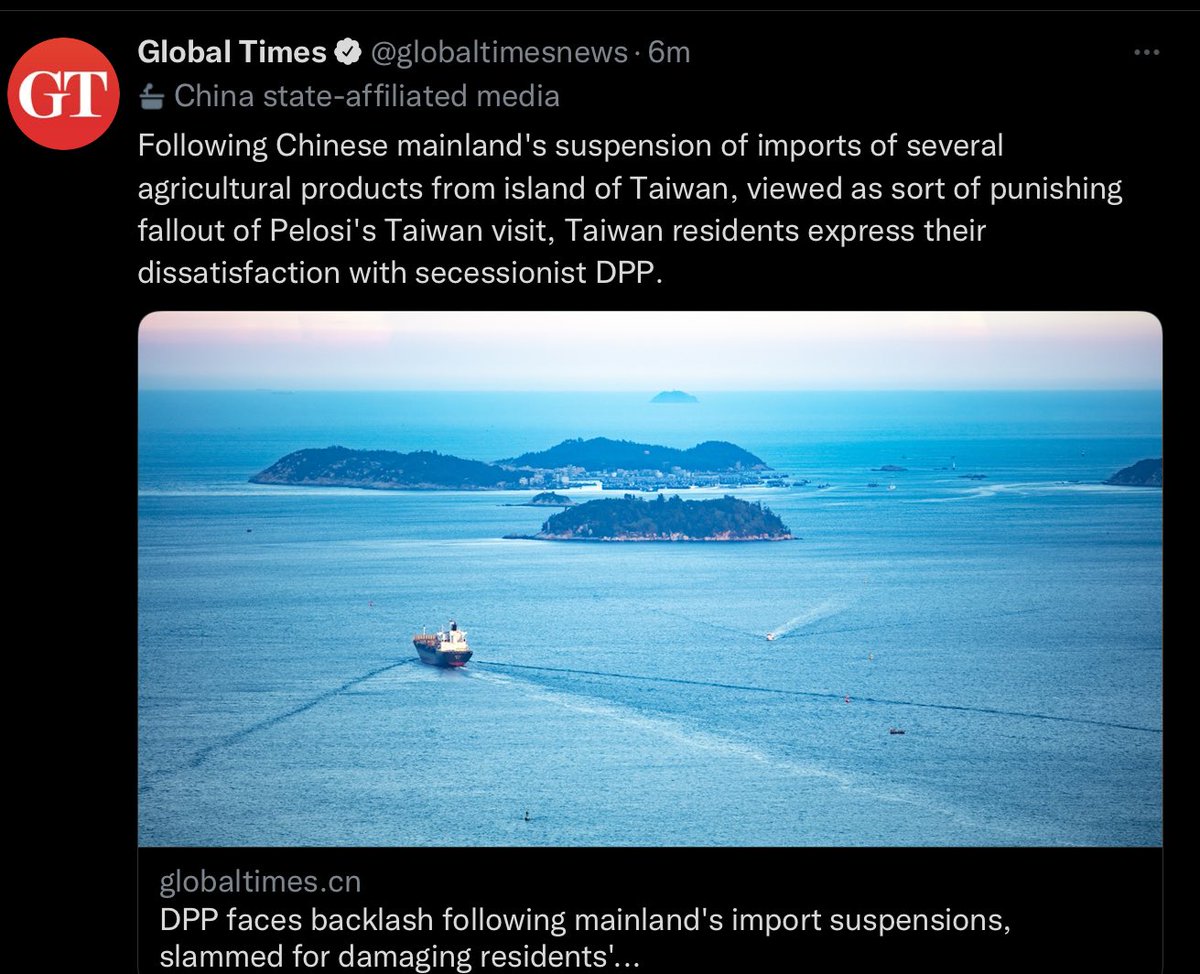 GT
Global Times @globaltimesnews · 6m
China state-affiliated media
Following Chinese mainland's suspension of imports of several
agricultural products from island of Taiwan, viewed as sort of punishing
fallout of Pelosi's Taiwan visit, Taiwan residents express their
dissatisfaction with secessionist DPP.
globaltimes.cn
DPP faces backlash following mainland's import suspensions,
slammed for damaging residents'...